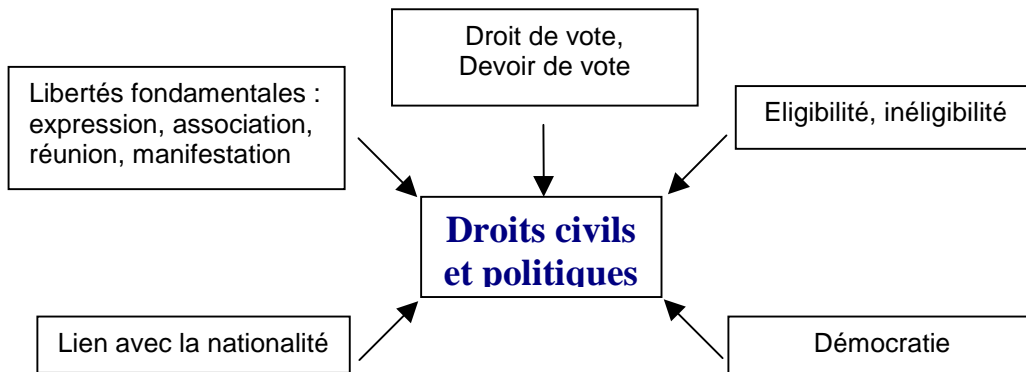 Droit de vote,
Devoir de vote
Libertés fondamentales :
expression, association,
réunion, manifestation
Eligibilité, inéligibilité
Droits civils
et politiques
Lien avec la nationalité
Démocratie